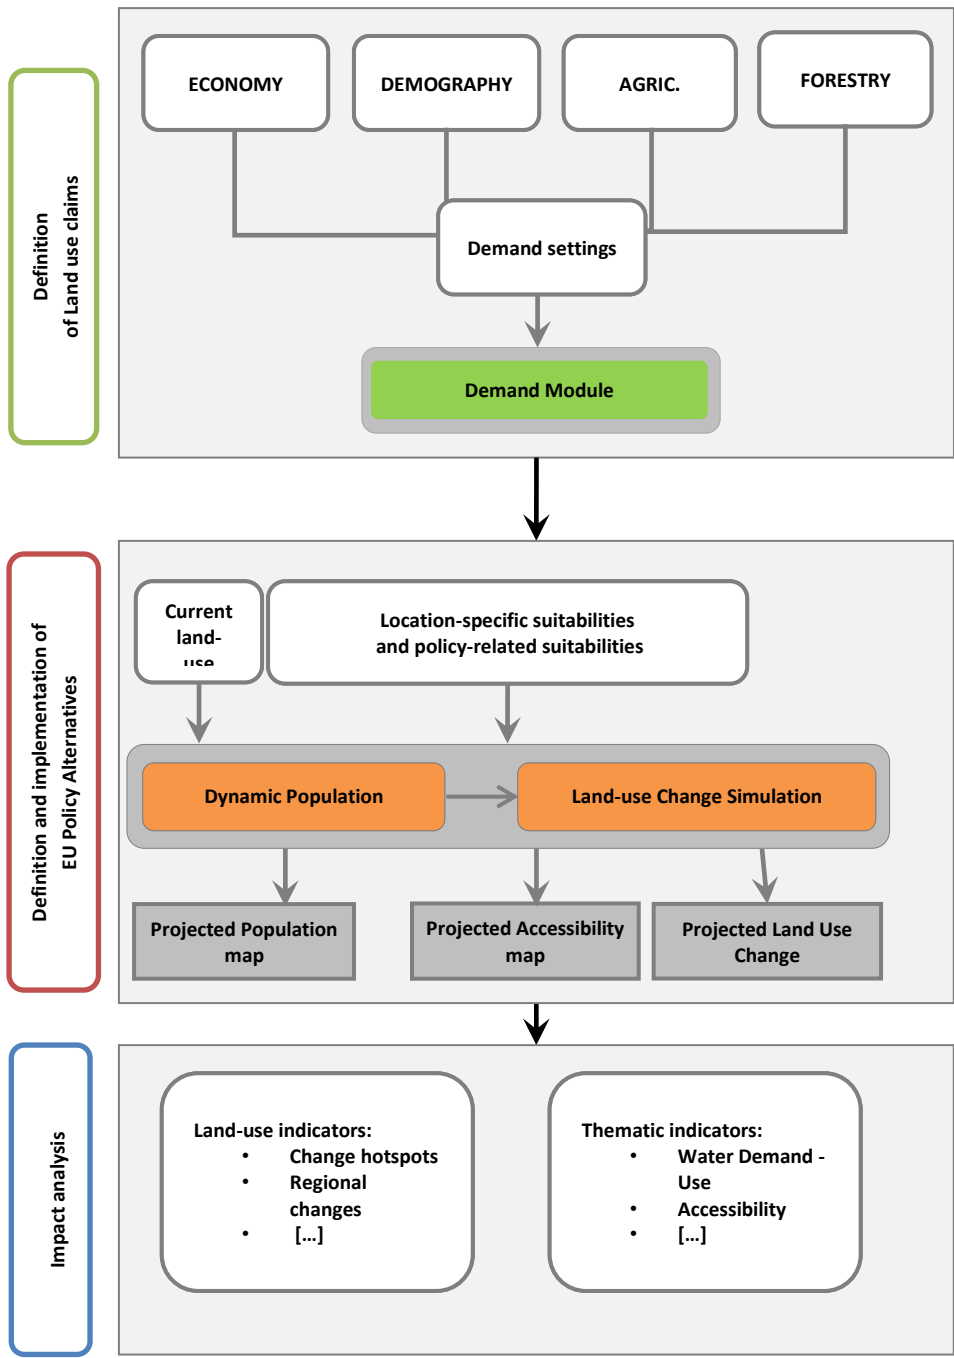 Definition
of Land use claims
ECONOMY
DEMOGRAPHY
AGRIC.
FORESTRY
Demand settings
Demand Module
Definition and implementation of
EU Policy Alternatives
Current
land-
use
Location-specific suitabilities
and policy-related suitabilities
Dynamic Population
Land-use Change Simulation
Projected Population
map
Projected Accessibility
map
Projected Land Use
Change
Impact analysis
Land-use indicators:
• Change hotspots
• Regional
changes
• [...]
Thematic indicators:
• Water Demand -
Use
• Accessibility
• [...]